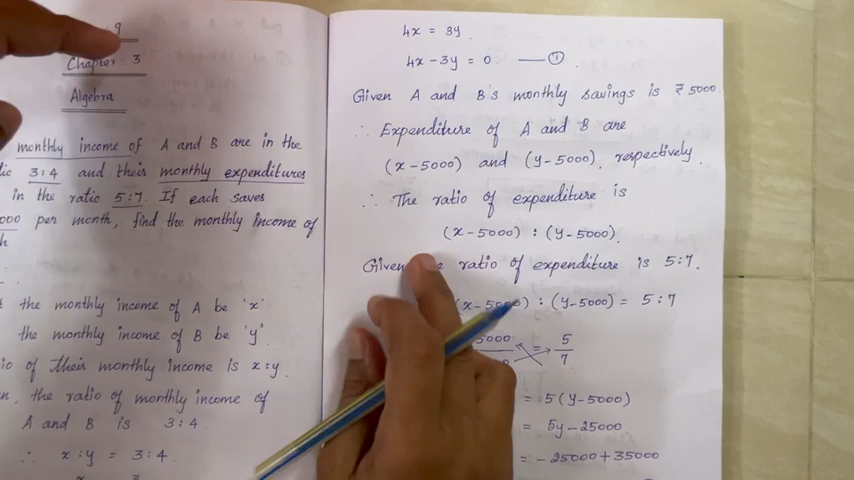 9
Chapter - 3
Algebra
monthly income of A and B are in the
3:4 and their monthly expenditures
in the ratio 5:7. If each saves
per month, find the monthly income of
the monthly income of A be 'x'
the monthly income of B be 'y'
of their monthly income is x:y.
the ratio of monthly income of
A and B is 3:4
∴ x:y = 3:4
3
4x = 3y.
4x-3y = 0 — ①
Given A and B's monthly savings is ₹ 5000.
∴ Expenditure of A and B are
(x-5000) and (y-5000), respectively.
∴ The ratio of expenditure is
(x-5000) : (y-5000).
Given ratio of expenditure is 5:7.
(x-5000) : (y-5000) = 5:7
5000 = 5
7
= 5(y-5000)
= 5y-25000
= -25000+35000